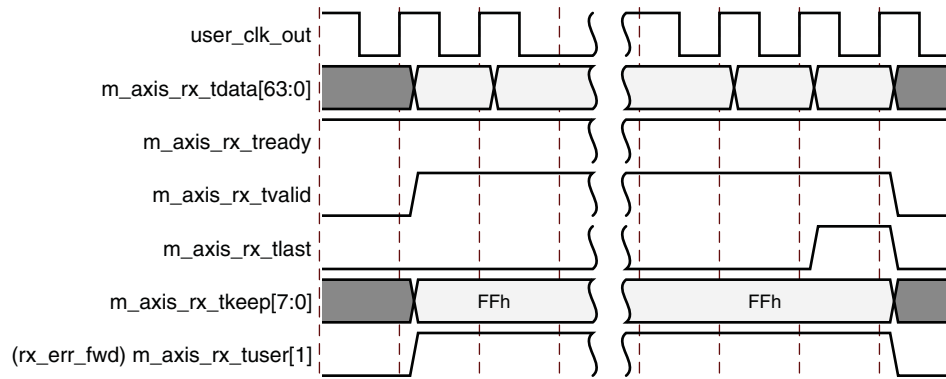 user_clk_out
m_axis_rx_tdata[63:0]
m_axis_rx_tready
m_axis_rx_tvalid
m_axis_rx_tlast
m_axis_rx_tkeep[7:0] FFh FFh
(rx_err_fwd) m_axis_rx_tuser[1]